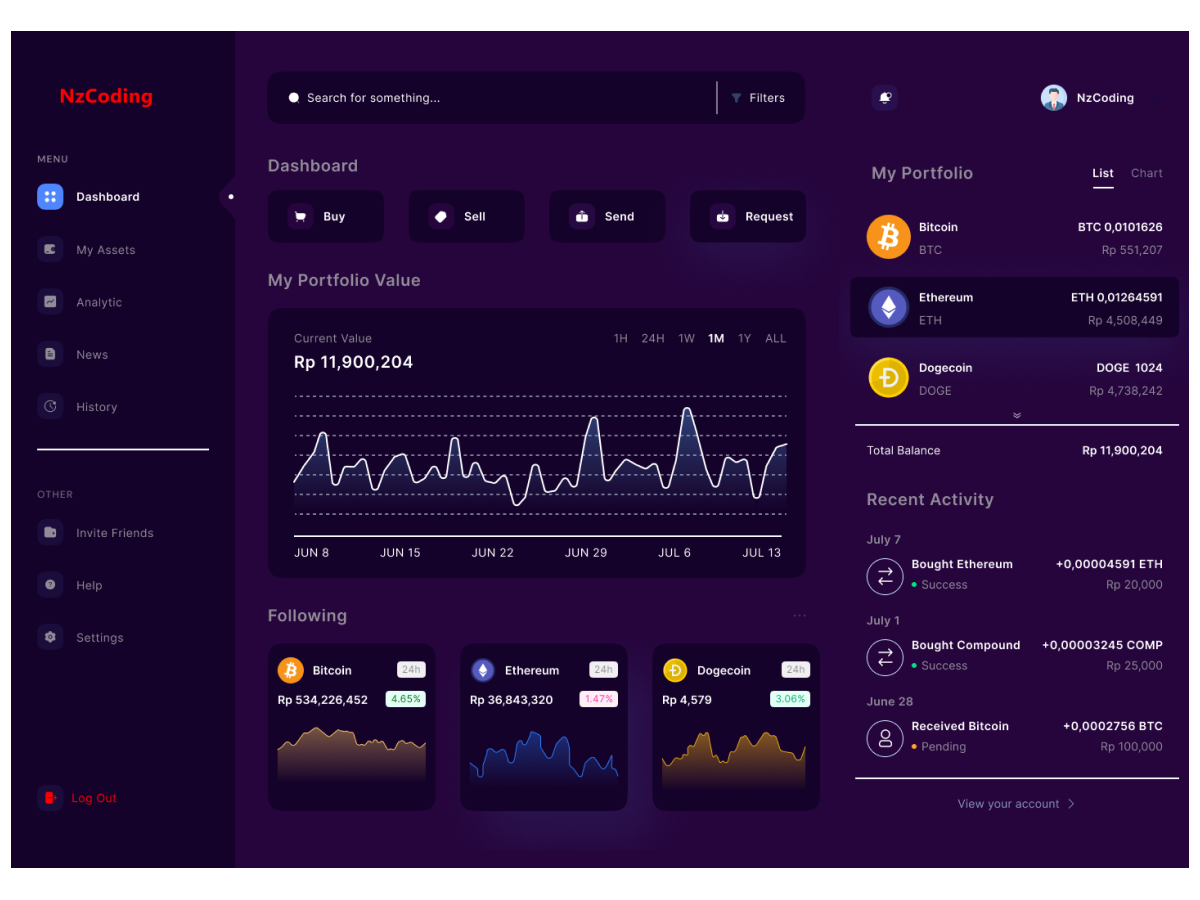 NzCoding
MENU
Dashboard
My Assets
Analytic
News
History
OTHER
Invite Friends
Help
Settings
Log Out
Search for something...
Filters
Dashboard
Buy
Sell
Send
Request
My Portfolio Value
Current Value
1H 24H 1W 1M 1Y ALL
Rp 11,900,204
JUN 8 JUN 15 JUN 22 JUN 29 JUL 6 JUL 13
Following
...
Bitcoin 24h
Rp 534,226,452 4.65%
Ethereum 24h
Rp 36,843,320 1.47%
Dogecoin 24h
Rp 4,579 3.06%
NzCoding
My Portfolio
List Chart
Bitcoin BTC 0,0101626
BTC Rp 551,207
Ethereum ETH 0,01264591
ETH Rp 4,508,449
Dogecoin DOGE 1024
DOGE Rp 4,738,242
Total Balance Rp 11,900,204
Recent Activity
July 7
Bought Ethereum +0,00004591 ETH
Success Rp 20,000
July 1
Bought Compound +0,00003245 COMP
Success Rp 25,000
June 28
Received Bitcoin +0,0002756 BTC
Pending Rp 100,000
View your account